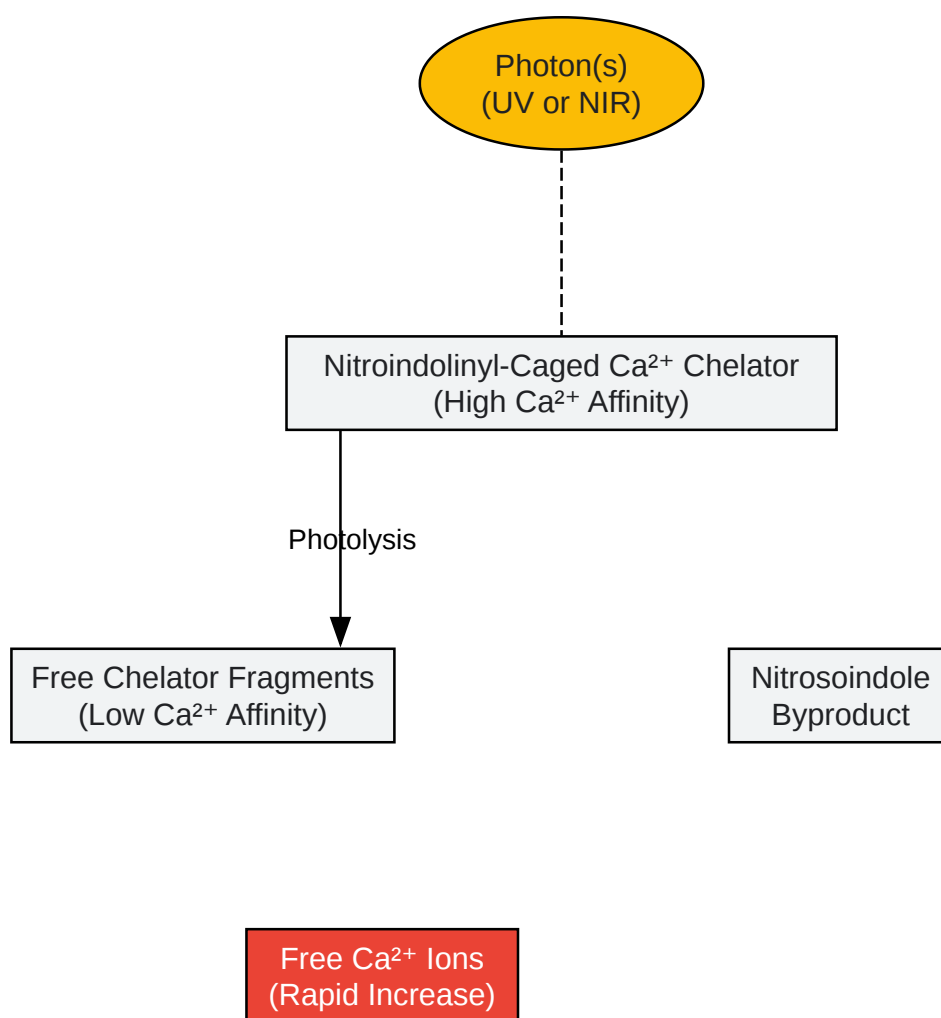 Photon(s)
(UV or NIR)
Nitroindolinyl-Caged Ca²⁺ Chelator
(High Ca²⁺ Affinity)
Photolysis
Free Chelator Fragments
(Low Ca²⁺ Affinity)
Nitrosoindole
Byproduct
Free Ca²⁺ Ions
(Rapid Increase)